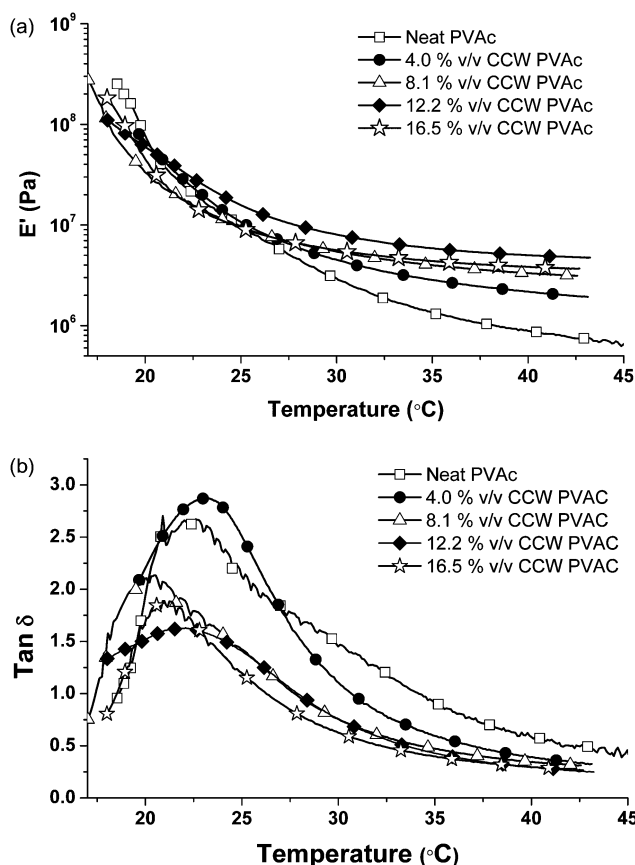 (a)
10⁹
10⁸
10⁷
10⁶
E' (Pa)
Neat PVAc
4.0 % v/v CCW PVAc
8.1 % v/v CCW PVAc
12.2 % v/v CCW PVAc
16.5 % v/v CCW PVAc
20 25 30 35 40 45
Temperature (°C)
(b)
3.0
2.5
2.0
1.5
1.0
0.5
0.0
Tan δ
Neat PVAc
4.0 % v/v CCW PVAC
8.1 % v/v CCW PVAC
12.2 % v/v CCW PVAC
16.5 % v/v CCW PVAC
20 25 30 35 40 45
Temperature (°C)